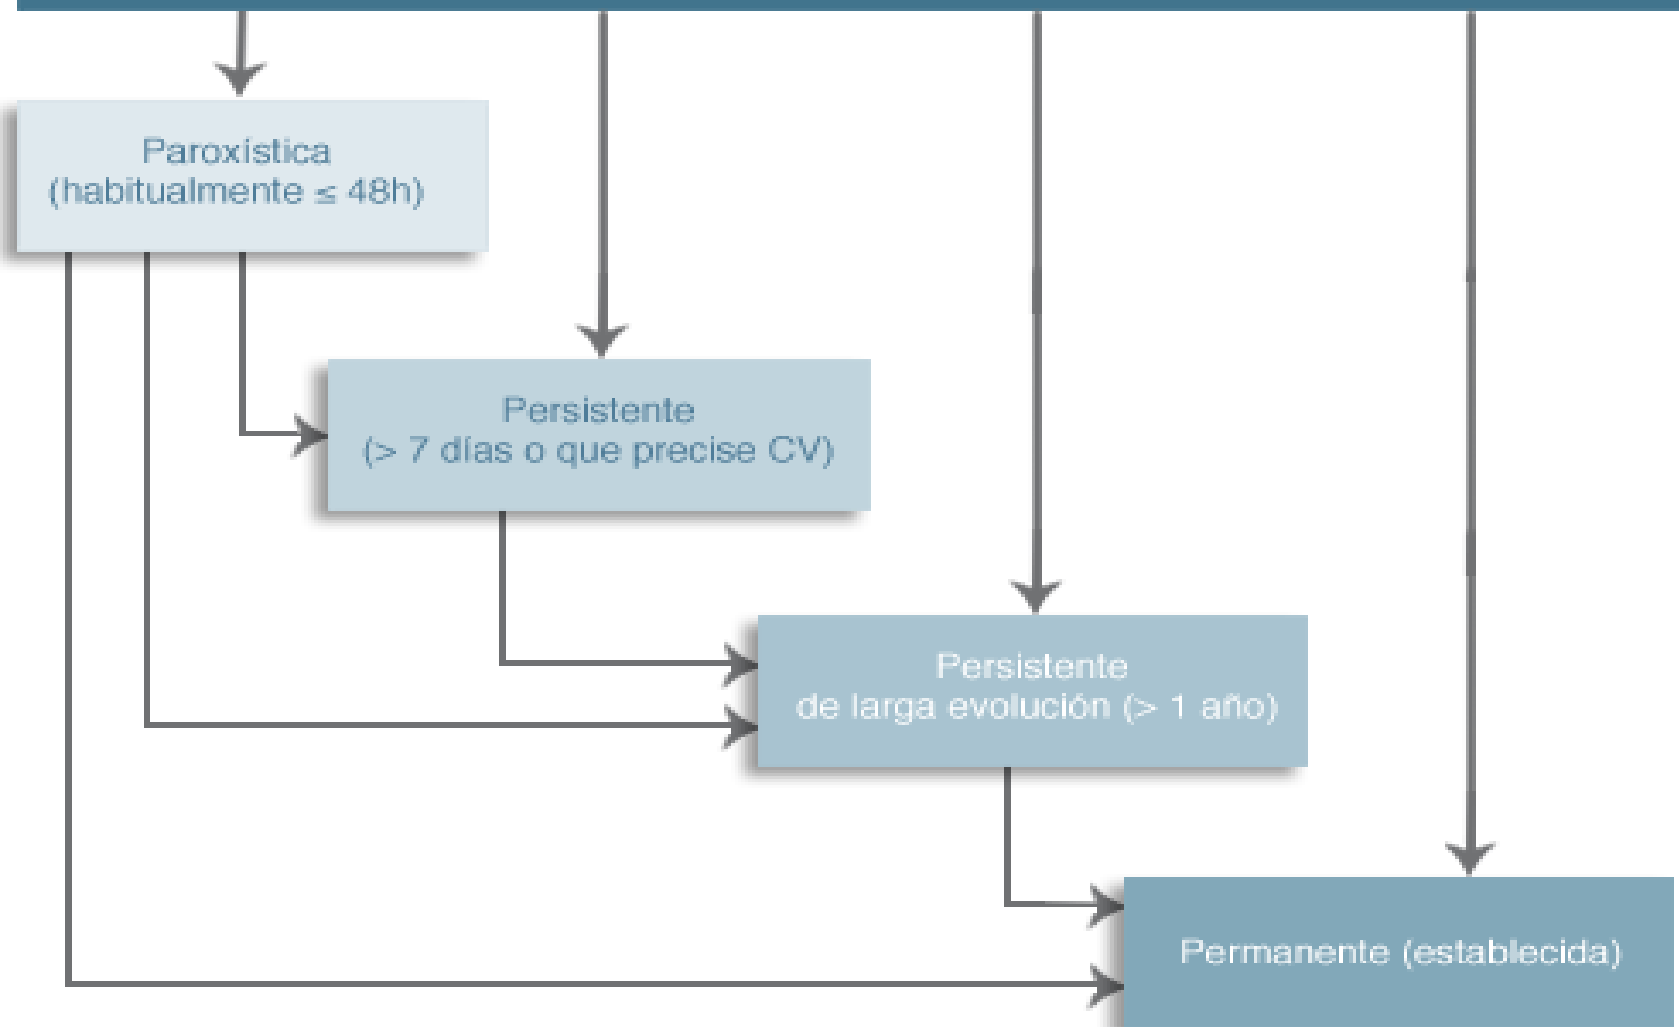 Paroxística
(habitualmente ≤ 48h)
Persistente
(> 7 días o que precise CV)
Persistente
de larga evolución (> 1 año)
Permanente (establecida)